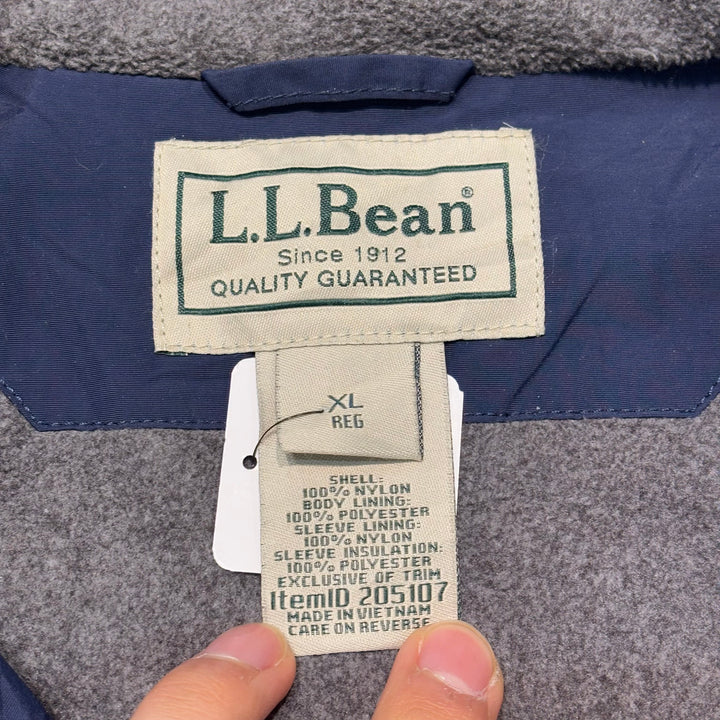 L.L.Bean®
Since 1912
QUALITY GUARANTEED
XL
REG
SHELL:
100% NYLON
BODY LINING:
100% POLYESTER
SLEEVE LINING:
100% NYLON
SLEEVE INSULATION:
100% POLYESTER
EXCLUSIVE OF TRIM
ItemID 205107
MADE IN VIETNAM
CARE ON REVERSE